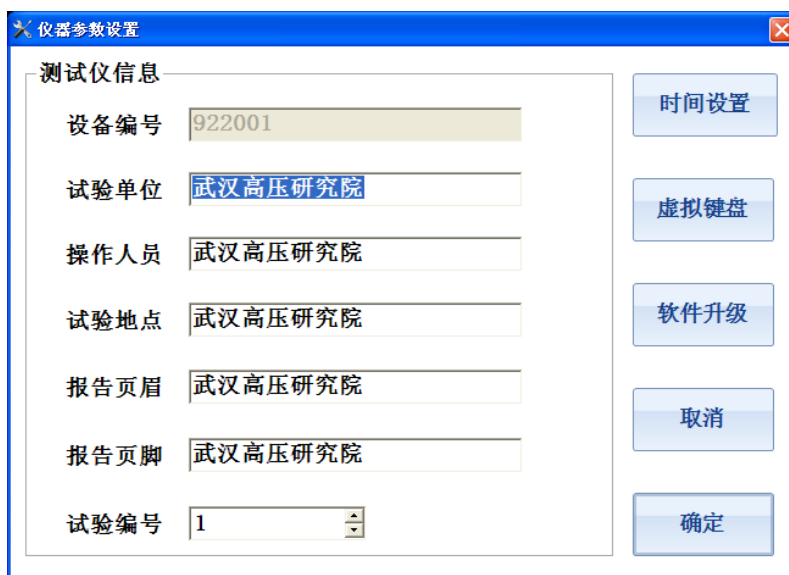 仪器参数设置
测试仪信息
设备编号 922001
试验单位 武汉高压研究院
操作人员 武汉高压研究院
试验地点 武汉高压研究院
报告页眉 武汉高压研究院
报告页脚 武汉高压研究院
试验编号 1
时间设置
虚拟键盘
软件升级
取消
确定